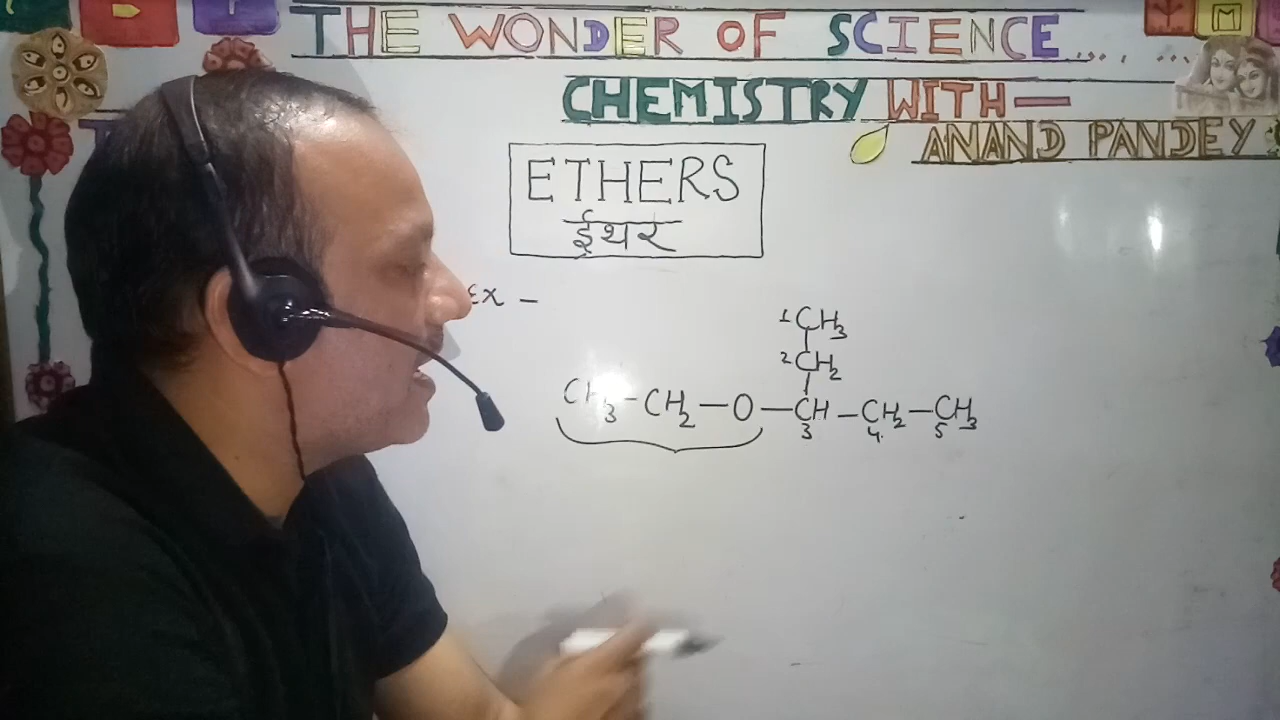 THE WONDER OF SCIENCE.... ...
CHEMISTRY WITH—
ANAND PANDEY
ETHERS
ईथर
Ex –
1CH3
2CH2
CH3-CH2-O-CH-CH2-CH3
3 4. 5